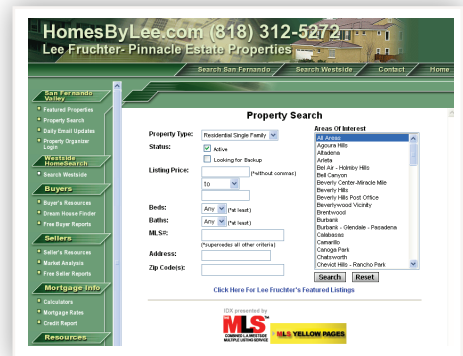 HomesByLee.com (818) 312-5272
Lee Fruchter- Pinnacle Estate Properties
Search San Fernando
Search Westside
Contact
Home
San Fernando
Valley
Featured Properties
Property Search
Daily Email Updates
Property Organizer
Login
Westside
HomeSearch
Search Westside
Buyers
Buyer's Resources
Dream House Finder
Free Buyer Reports
Sellers
Seller's Resources
Market Analysis
Free Seller Reports
Mortgage Info
Calculators
Mortgage Rates
Credit Report
Resources
Property Search
Property Type:
Residential Single Family
Status:
Active
Looking for Backup
Listing Price:
(*without commas)
to
Beds:
Any
(*at least)
Baths:
Any
(*at least)
MLS#:
(*supercedes all other criteria)
Address:
Zip Code(s):
Areas Of Interest
All Areas
Agoura Hills
Altadena
Arleta
Bel Air - Holmby Hills
Bell Canyon
Beverly Center-Miracle Mile
Beverly Hills
Beverly Hills Post Office
Beverlywood Vicinity
Brentwood
Burbank
Burbank - Glendale - Pasadena
Calabasas
Camarillo
Canoga Park
Chatsworth
Cheviot Hills - Rancho Park
Search
Reset
Click Here For Lee Fruchter's Featured Listings
IDX presented by
MLS
COMBINED L.A.WESTSIDE
MULTIPLE LISTING SERVICE
MLS YELLOW PAGES